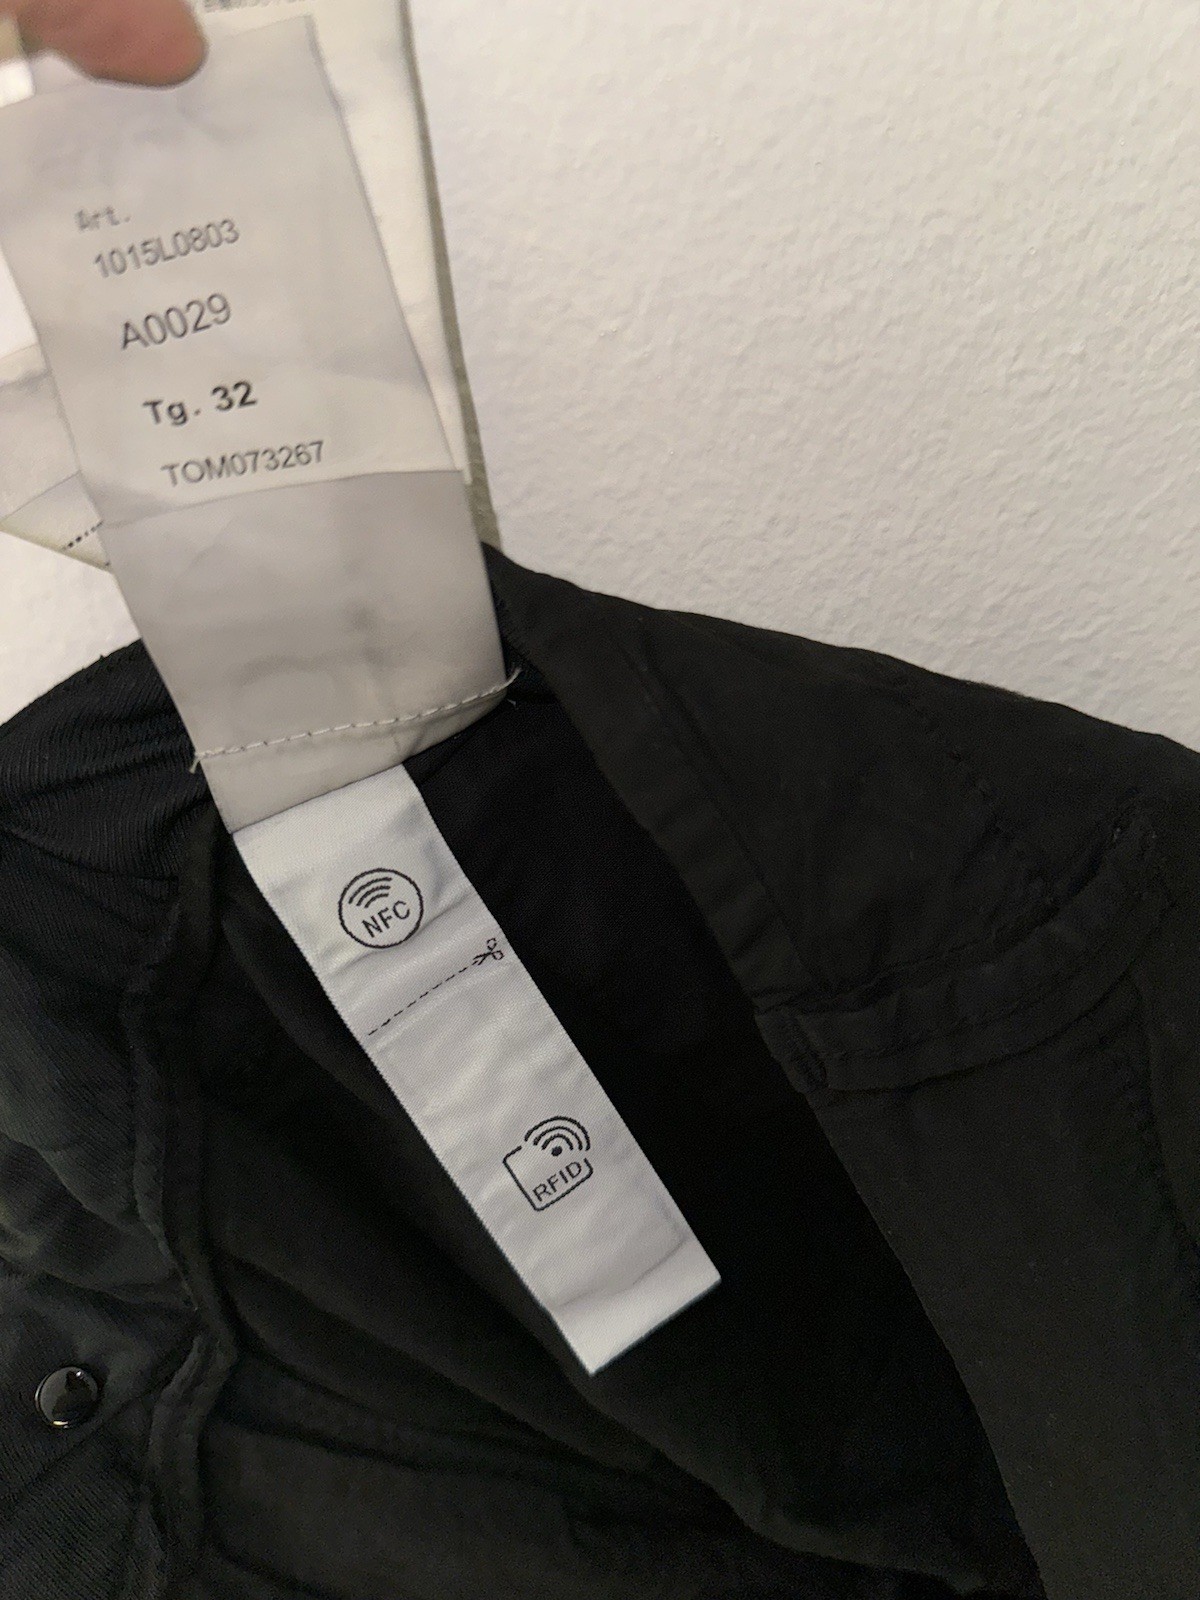 Art.
1015L0803
A0029
Tg. 32
TOM073267
NFC
RFID